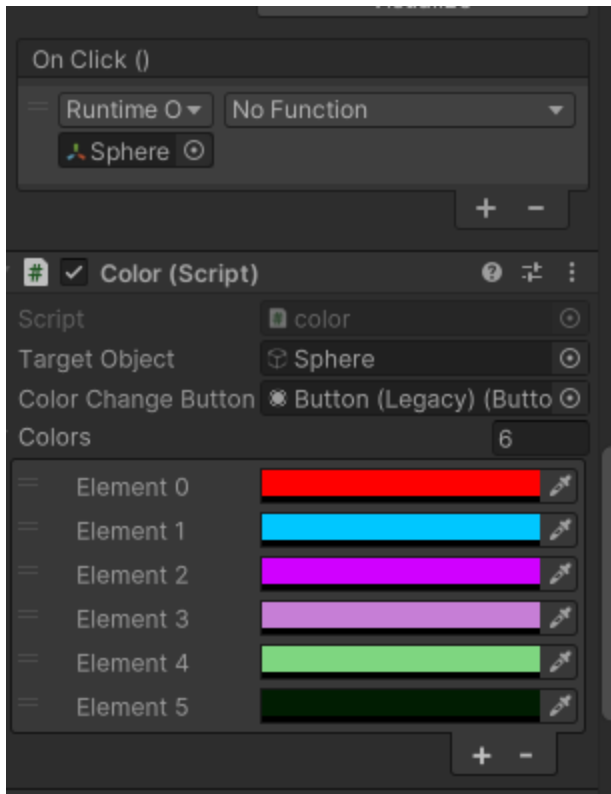 On Click ()
Runtime O No Function
Sphere
+ -
# Color (Script)
Script color
Target Object Sphere
Color Change Button Button (Legacy) (Butto
Colors 6
Element 0
Element 1
Element 2
Element 3
Element 4
Element 5
+ -